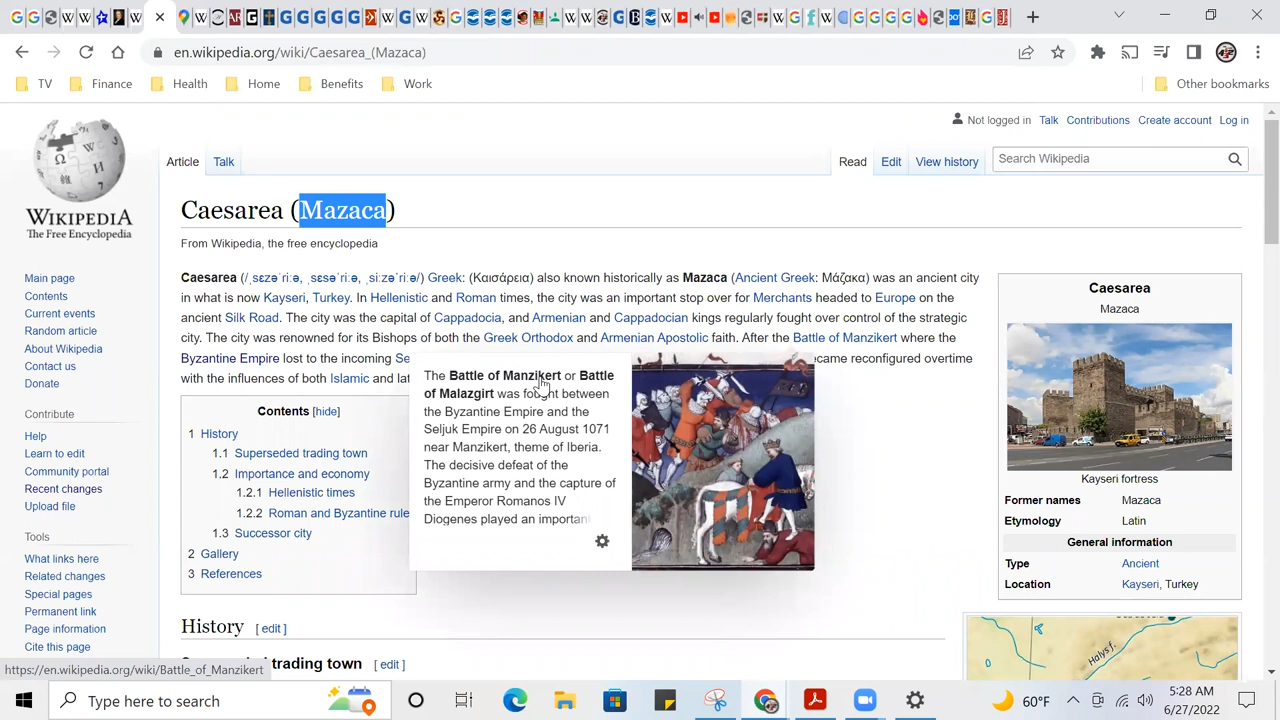 en.wikipedia.org/wiki/Caesarea_(Mazaca)
TV
Finance
Health
Home
Benefits
Work
Other bookmarks
Not logged in Talk Contributions Create account Log in
Article Talk
Read Edit View history
Search Wikipedia
WIKIPEDIA
The Free Encyclopedia
Main page
Contents
Current events
Random article
About Wikipedia
Contact us
Donate
Contribute
Help
Learn to edit
Community portal
Recent changes
Upload file
Tools
What links here
Related changes
Special pages
Permanent link
Page information
Cite this page
Caesarea (Mazaca)
From Wikipedia, the free encyclopedia
Caesarea (/ˌsɛzəˈriːə, ˌsɛsəˈriːə, ˌsiːzəˈriːə/) Greek: (Καισάρεια) also known historically as Mazaca (Ancient Greek: Μάζακα) was an ancient city
in what is now Kayseri, Turkey. In Hellenistic and Roman times, the city was an important stop over for Merchants headed to Europe on the
ancient Silk Road. The city was the capital of Cappadocia, and Armenian and Cappadocian kings regularly fought over control of the strategic
city. The city was renowned for its Bishops of both the Greek Orthodox and Armenian Apostolic faith. After the Battle of Manzikert where the
Byzantine Empire lost to the incoming Se came reconfigured overtime
with the influences of both Islamic and lat
The Battle of Manzikert or Battle
of Malazgirt was fought between
the Byzantine Empire and the
Seljuk Empire on 26 August 1071
near Manzikert, theme of Iberia.
The decisive defeat of the
Byzantine army and the capture of
the Emperor Romanos IV
Diogenes played an important
Contents [hide]
1 History
1.1 Superseded trading town
1.2 Importance and economy
1.2.1 Hellenistic times
1.2.2 Roman and Byzantine rule
1.3 Successor city
2 Gallery
3 References
History [ edit ]
Superseded trading town [ edit ]
Caesarea
Mazaca
Kayseri fortress
Former names Mazaca
Etymology Latin
General information
Type Ancient
Location Kayseri, Turkey
Halys r.
https://en.wikipedia.org/wiki/Battle_of_Manzikert
Type here to search
60°F
5:28 AM
6/27/2022